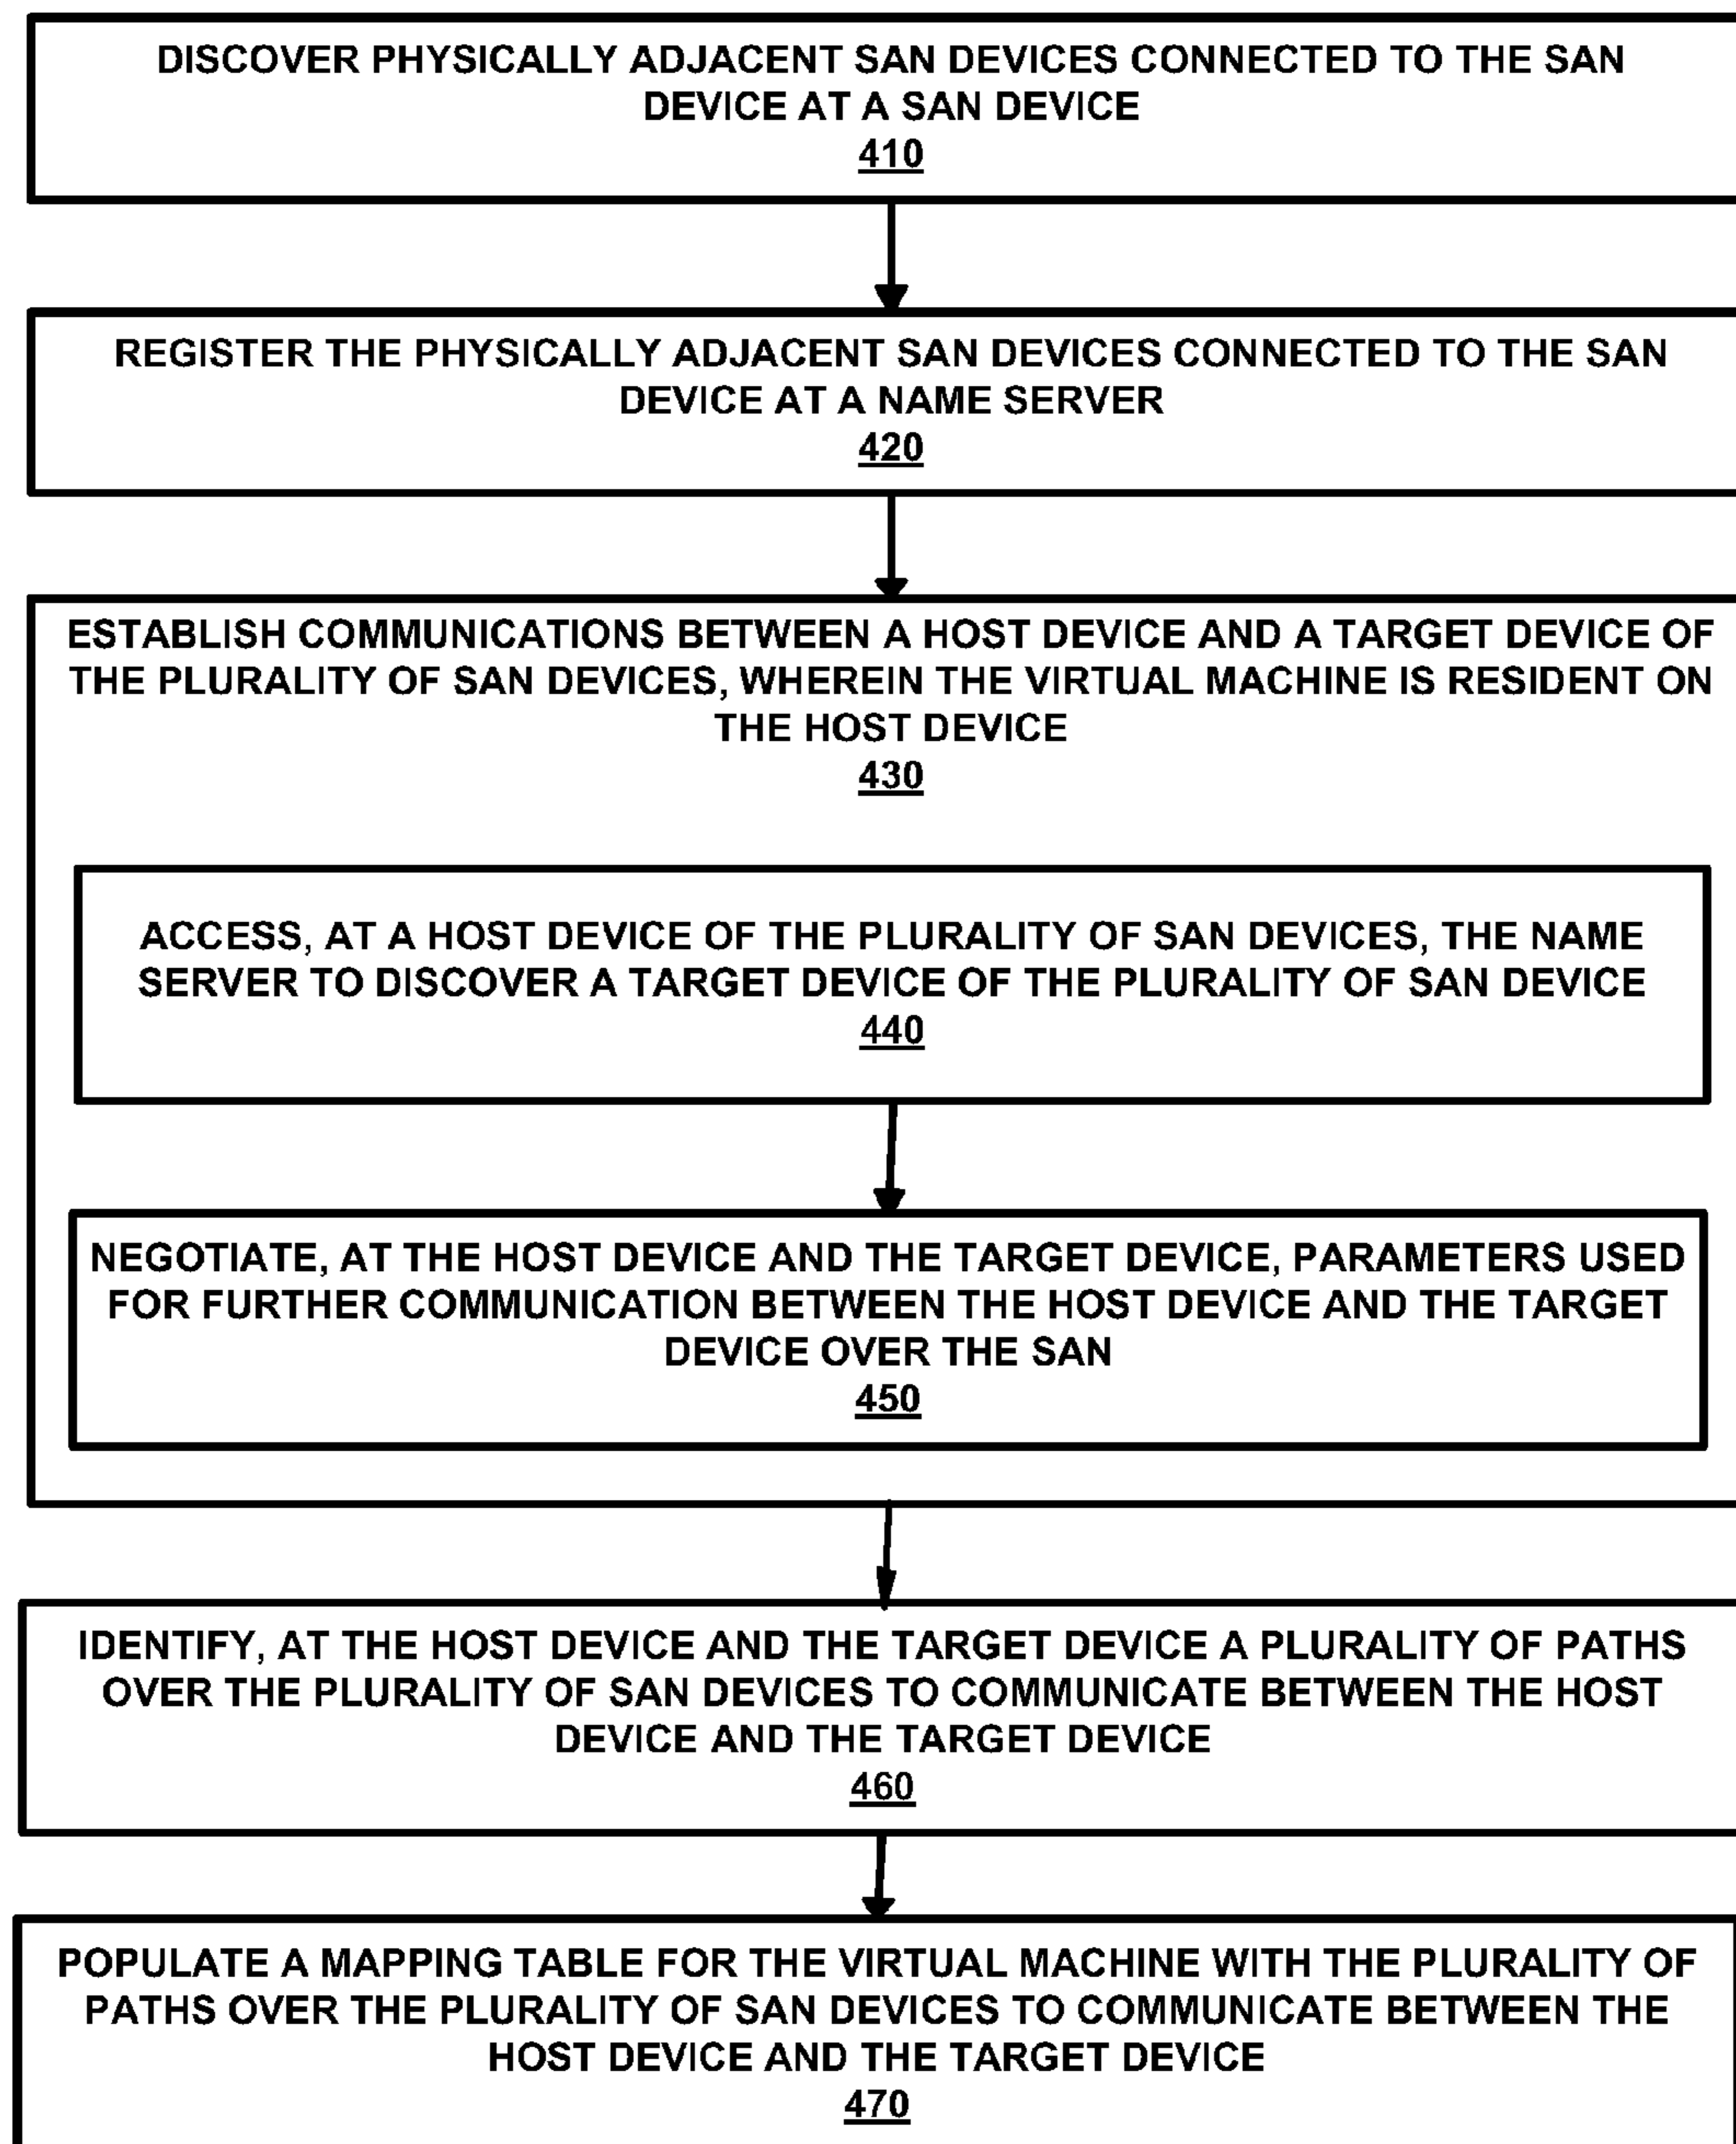 DISCOVER PHYSICALLY ADJACENT SAN DEVICES CONNECTED TO THE SAN
DEVICE AT A SAN DEVICE
410
REGISTER THE PHYSICALLY ADJACENT SAN DEVICES CONNECTED TO THE SAN
DEVICE AT A NAME SERVER
420
ESTABLISH COMMUNICATIONS BETWEEN A HOST DEVICE AND A TARGET DEVICE OF
THE PLURALITY OF SAN DEVICES, WHEREIN THE VIRTUAL MACHINE IS RESIDENT ON
THE HOST DEVICE
430
ACCESS, AT A HOST DEVICE OF THE PLURALITY OF SAN DEVICES, THE NAME
SERVER TO DISCOVER A TARGET DEVICE OF THE PLURALITY OF SAN DEVICE
440
NEGOTIATE, AT THE HOST DEVICE AND THE TARGET DEVICE, PARAMETERS USED
FOR FURTHER COMMUNICATION BETWEEN THE HOST DEVICE AND THE TARGET
DEVICE OVER THE SAN
450
IDENTIFY, AT THE HOST DEVICE AND THE TARGET DEVICE A PLURALITY OF PATHS
OVER THE PLURALITY OF SAN DEVICES TO COMMUNICATE BETWEEN THE HOST
DEVICE AND THE TARGET DEVICE
460
POPULATE A MAPPING TABLE FOR THE VIRTUAL MACHINE WITH THE PLURALITY OF
PATHS OVER THE PLURALITY OF SAN DEVICES TO COMMUNICATE BETWEEN THE
HOST DEVICE AND THE TARGET DEVICE
470